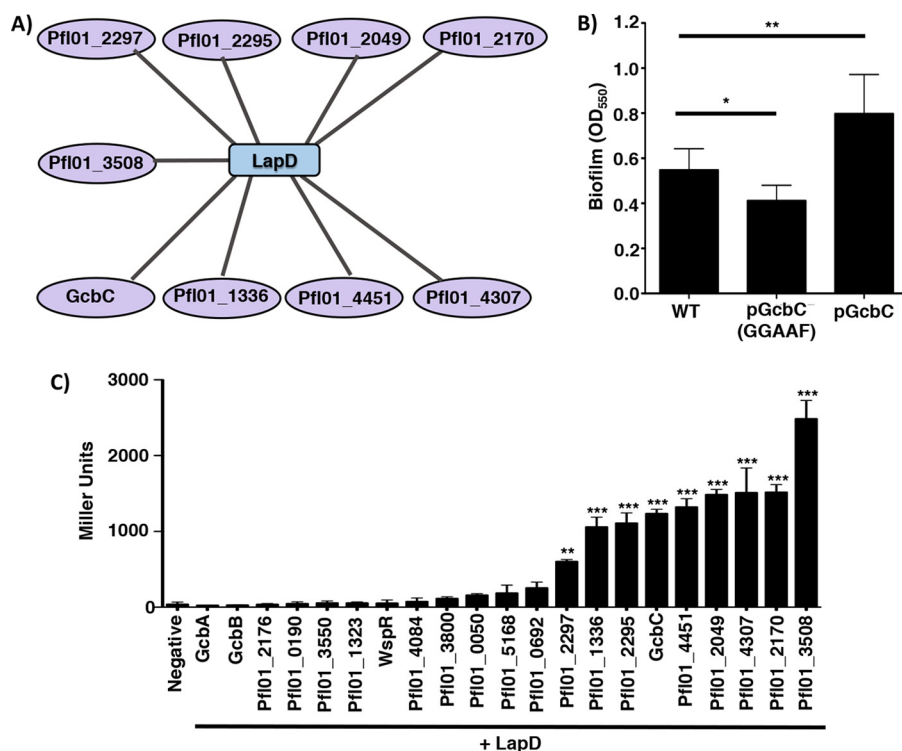 A)
Pfl01_2297
Pfl01_2295
Pfl01_2049
Pfl01_2170
Pfl01_3508
LapD
GcbC
Pfl01_1336
Pfl01_4451
Pfl01_4307
B)
1.2
1.0
0.8
0.6
0.4
0.2
0.0
Biofilm (OD550)
**
*
WT
pGcbC
(GGAAF)
pGcbC
C)
3000
2000
1000
0
Miller Units
**
***
***
***
***
***
***
***
***
Negative
GcbA
GcbB
Pfl01_2176
Pfl01_0190
Pfl01_3550
Pfl01_1323
WspR
Pfl01_4084
Pfl01_3800
Pfl01_0050
Pfl01_5168
Pfl01_0692
Pfl01_2297
Pfl01_1336
Pfl01_2295
GcbC
Pfl01_4451
Pfl01_2049
Pfl01_4307
Pfl01_2170
Pfl01_3508
+ LapD